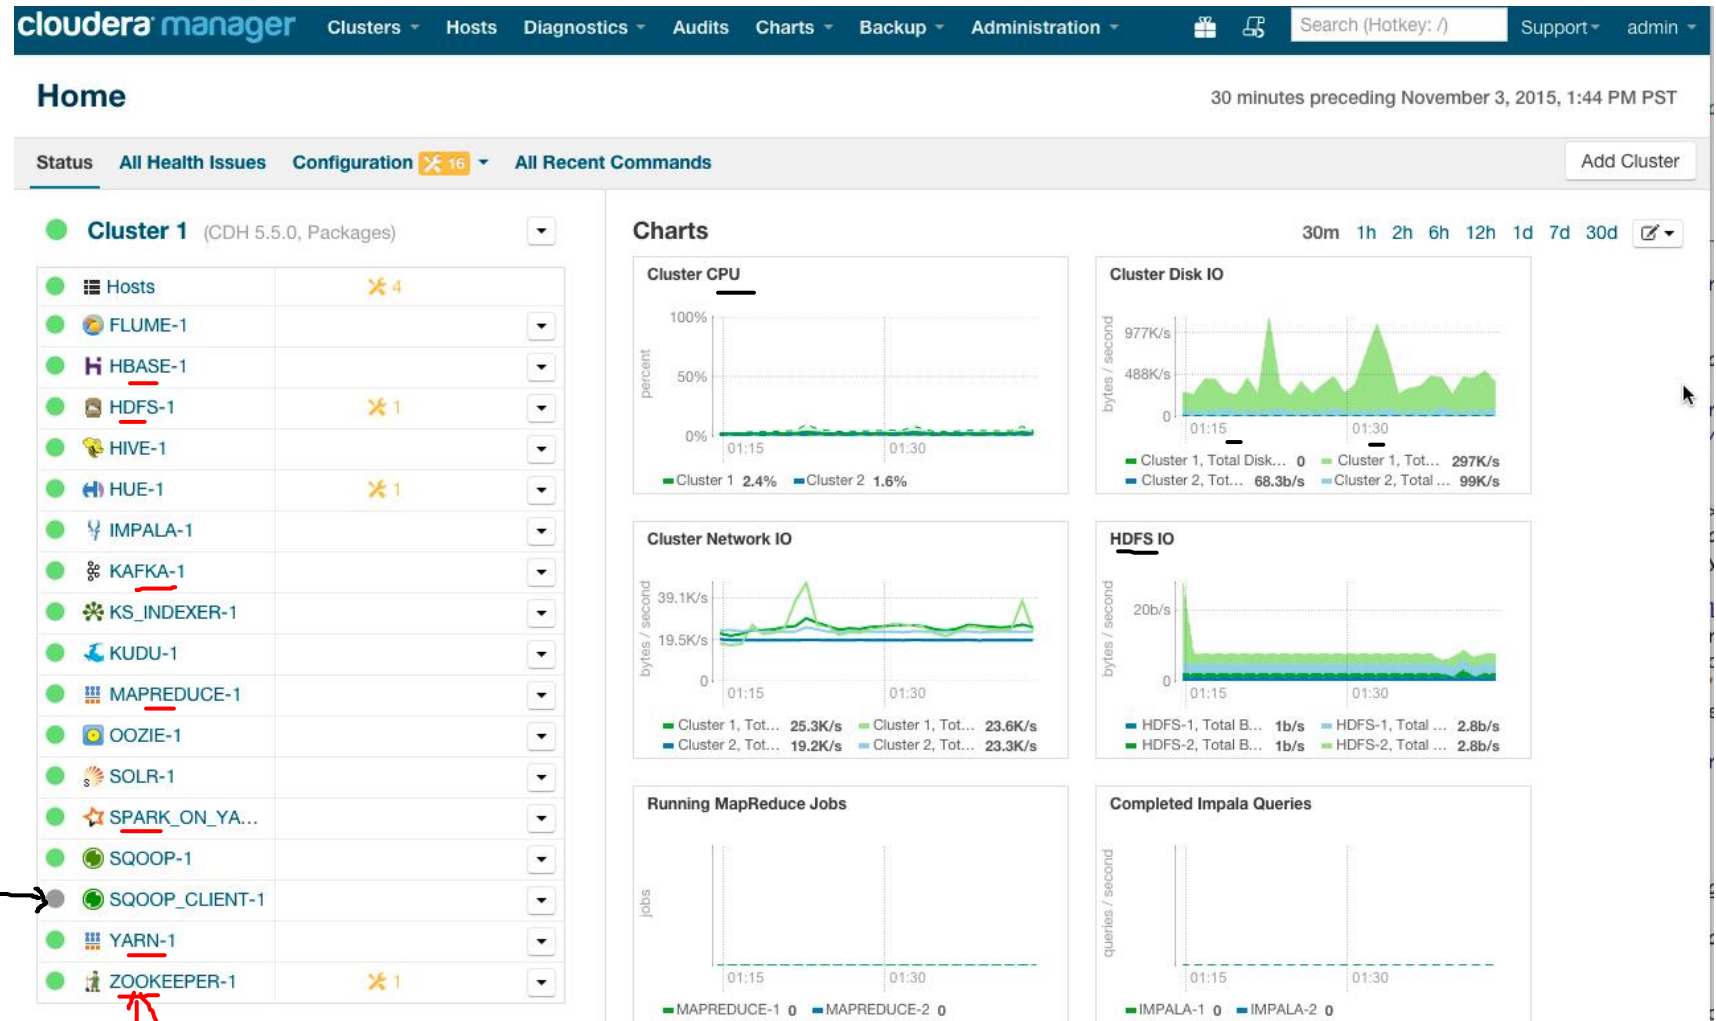 cloudera manager Clusters Hosts Diagnostics Audits Charts Backup Administration Search (Hotkey: /) Support admin
Home
30 minutes preceding November 3, 2015, 1:44 PM PST
Status All Health Issues Configuration 16 All Recent Commands Add Cluster
Cluster 1 (CDH 5.5.0, Packages)
Hosts 4
FLUME-1
HBASE-1
HDFS-1 1
HIVE-1
HUE-1 1
IMPALA-1
KAFKA-1
KS_INDEXER-1
KUDU-1
MAPREDUCE-1
OOZIE-1
SOLR-1
SPARK_ON_YA...
SQOOP-1
SQOOP_CLIENT-1
YARN-1
ZOOKEEPER-1 1
Charts
30m 1h 2h 6h 12h 1d 7d 30d
Cluster CPU
percent
100%
50%
0%
01:15 01:30
Cluster 1 2.4% Cluster 2 1.6%
Cluster Disk IO
bytes / second
977K/s
488K/s
0
01:15 01:30
Cluster 1, Total Disk... 0 Cluster 1, Tot... 297K/s
Cluster 2, Tot... 68.3b/s Cluster 2, Total ... 99K/s
Cluster Network IO
bytes / second
39.1K/s
19.5K/s
0
01:15 01:30
Cluster 1, Tot... 25.3K/s Cluster 1, Tot... 23.6K/s
Cluster 2, Tot... 19.2K/s Cluster 2, Tot... 23.3K/s
HDFS IO
bytes / second
20b/s
0
01:15 01:30
HDFS-1, Total B... 1b/s HDFS-1, Total ... 2.8b/s
HDFS-2, Total B... 1b/s HDFS-2, Total ... 2.8b/s
Running MapReduce Jobs
jobs
01:15 01:30
MAPREDUCE-1 0 MAPREDUCE-2 0
Completed Impala Queries
queries / second
01:15 01:30
IMPALA-1 0 IMPALA-2 0